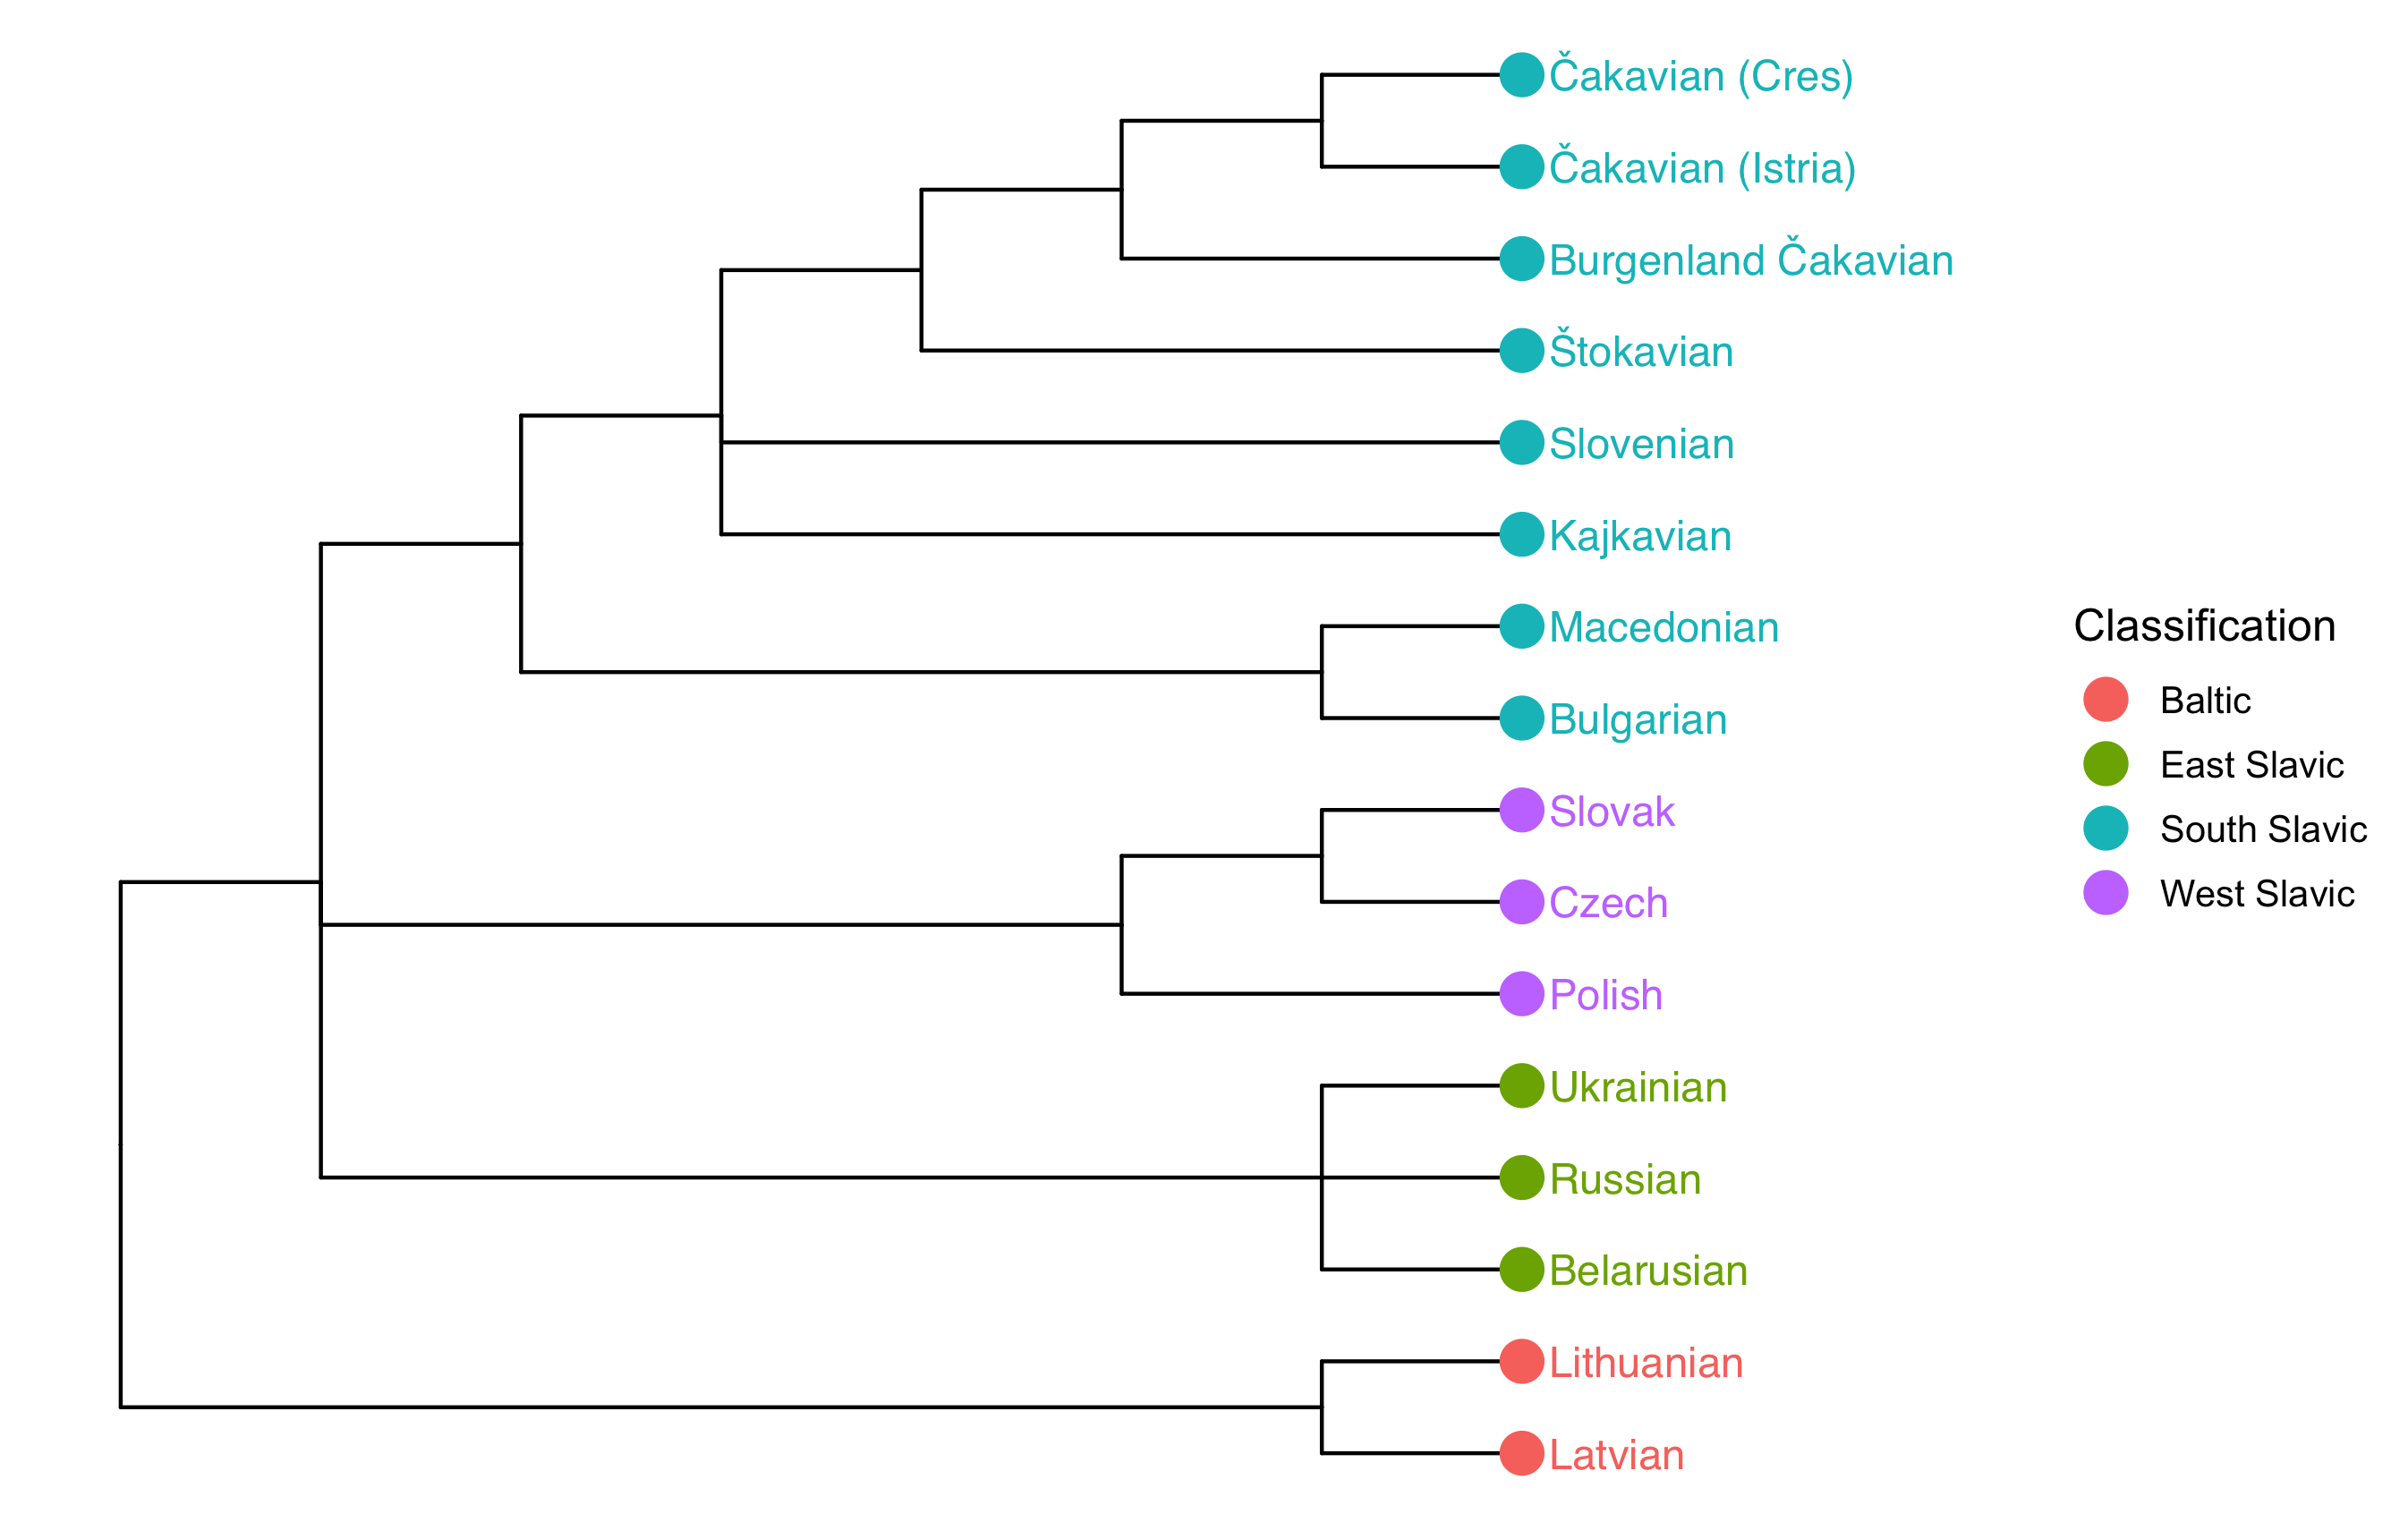 Čakavian (Cres)
Čakavian (Istria)
Burgenland Čakavian
Štokavian
Slovenian
Kajkavian
Macedonian
Bulgarian
Slovak
Czech
Polish
Ukrainian
Russian
Belarusian
Lithuanian
Latvian
Classification
Baltic
East Slavic
South Slavic
West Slavic